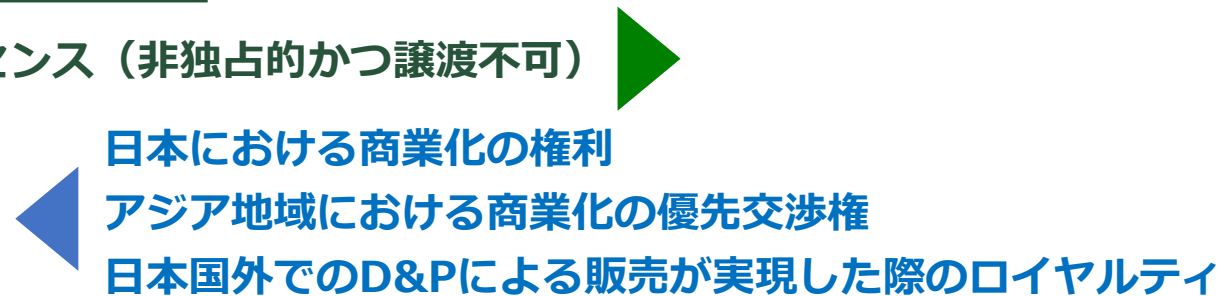 センス（非独占的かつ譲渡不可）
日本における商業化の権利
アジア地域における商業化の優先交渉権
日本国外でのD&Pによる販売が実現した際のロイヤルティ